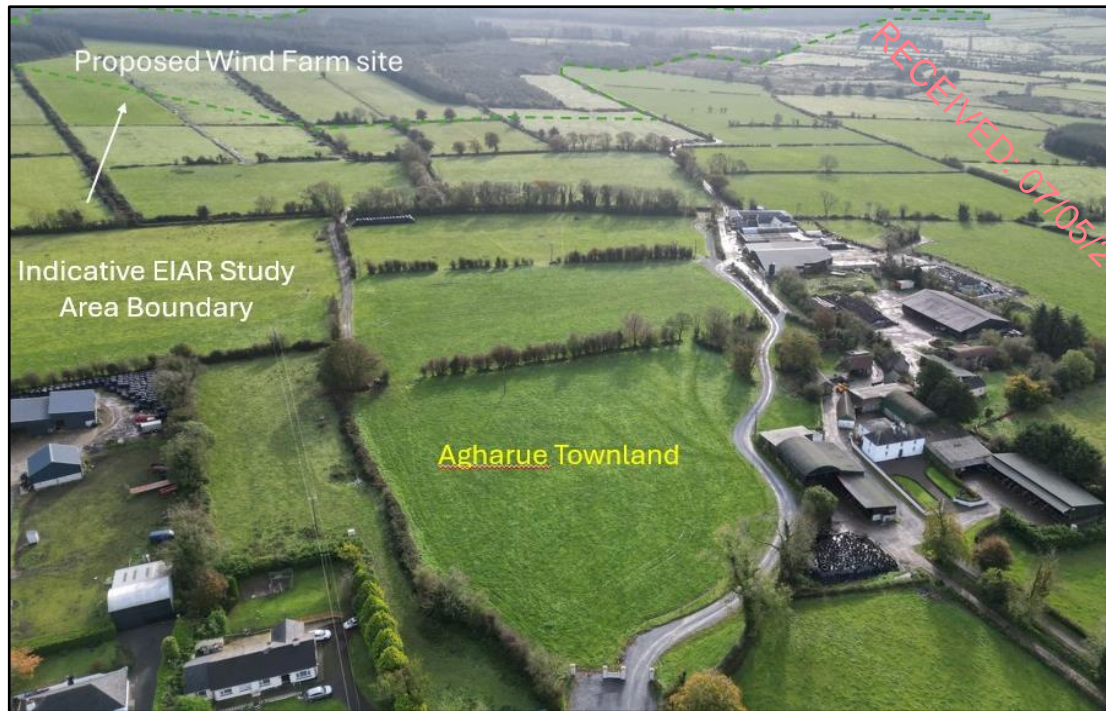 Proposed Wind Farm site
RECEIVED: 07/05/2
Indicative EIAR Study
Area Boundary
Agharue Townland